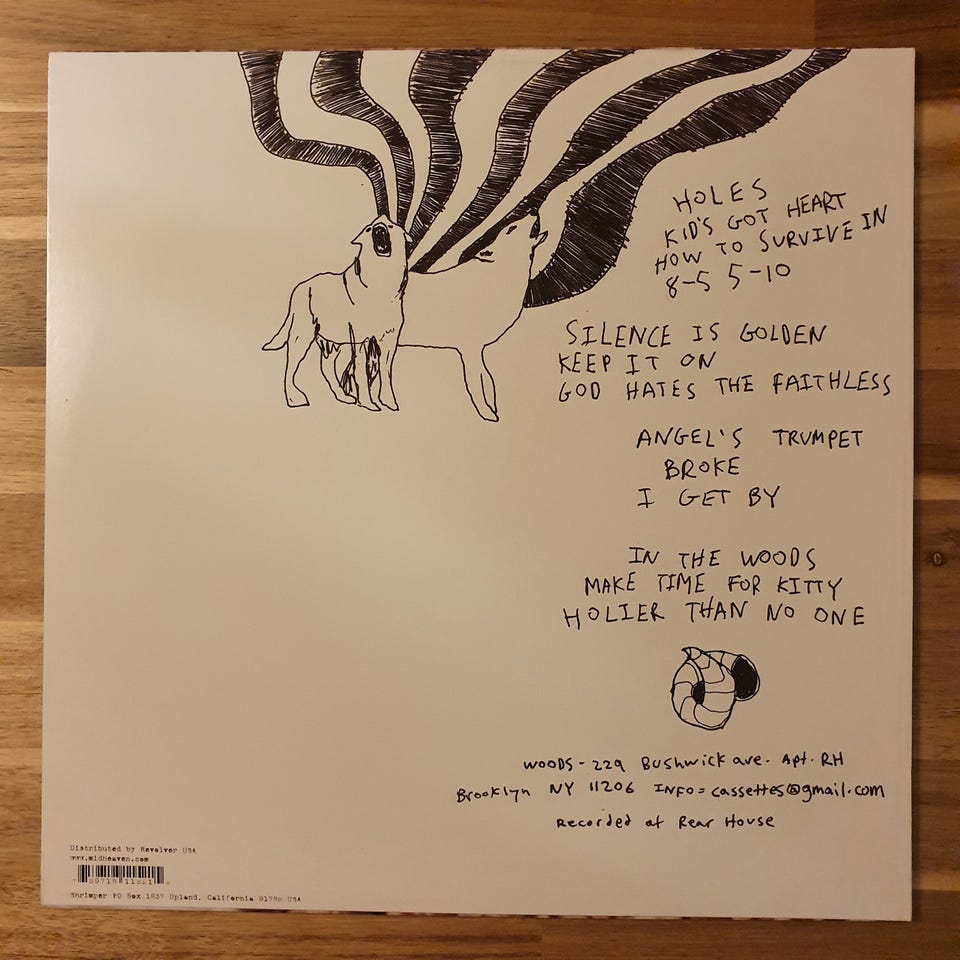 HOLES
KID'S GOT HEART
HOW TO SURVIVE IN
8-5 5-10
SILENCE IS GOLDEN
KEEP IT ON
GOD HATES THE FAITHLESS
ANGEL'S TRUMPET
BROKE
I GET BY
IN THE WOODS
MAKE TIME FOR KITTY
HOLIER THAN NO ONE
WOODS - 229 Bushwick ave. Apt. RH
Brooklyn NY 11206 INFO = cassettes@gmail.com
Recorded at Rear House
Distributed by Revolver USA
www.midheaven.com
Shrimper PO Box 1837 Upland, California 91785 USA